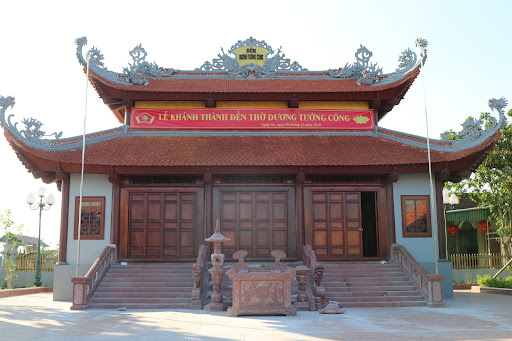 ĐỀN
DƯƠNG TƯỚNG CÔNG
LỄ KHÁNH THÀNH ĐỀN THỜ DƯƠNG TƯỚNG CÔNG